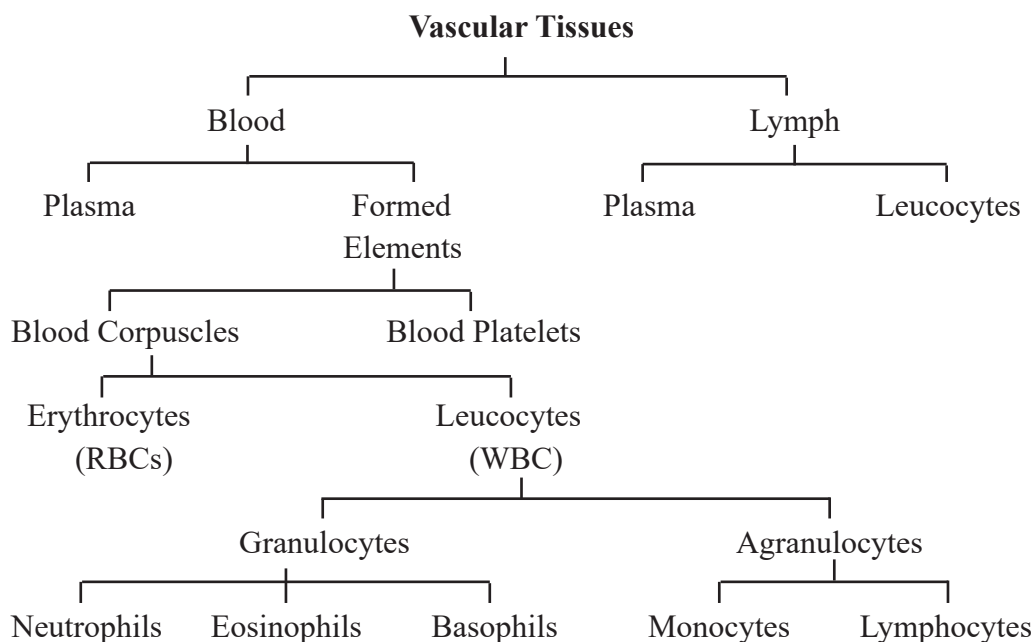 Vascular Tissues
Blood Lymph
Plasma Formed Plasma Leucocytes
Elements
Blood Corpuscles Blood Platelets
Erythrocytes Leucocytes
(RBCs) (WBC)
Granulocytes Agranulocytes
Neutrophils Eosinophils Basophils Monocytes Lymphocytes